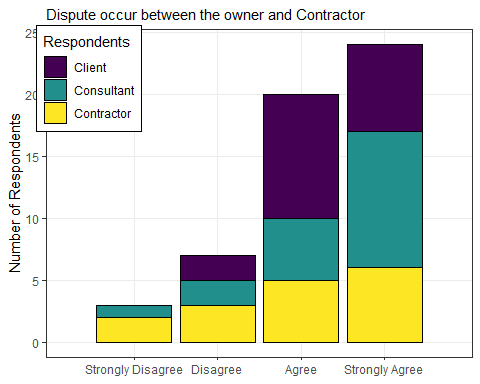 Dispute occur between the owner and Contractor
Respondents
Client
Consultant
Contractor
Number of Respondents
25
20
15
10
5
0
Strongly Disagree Disagree Agree Strongly Agree